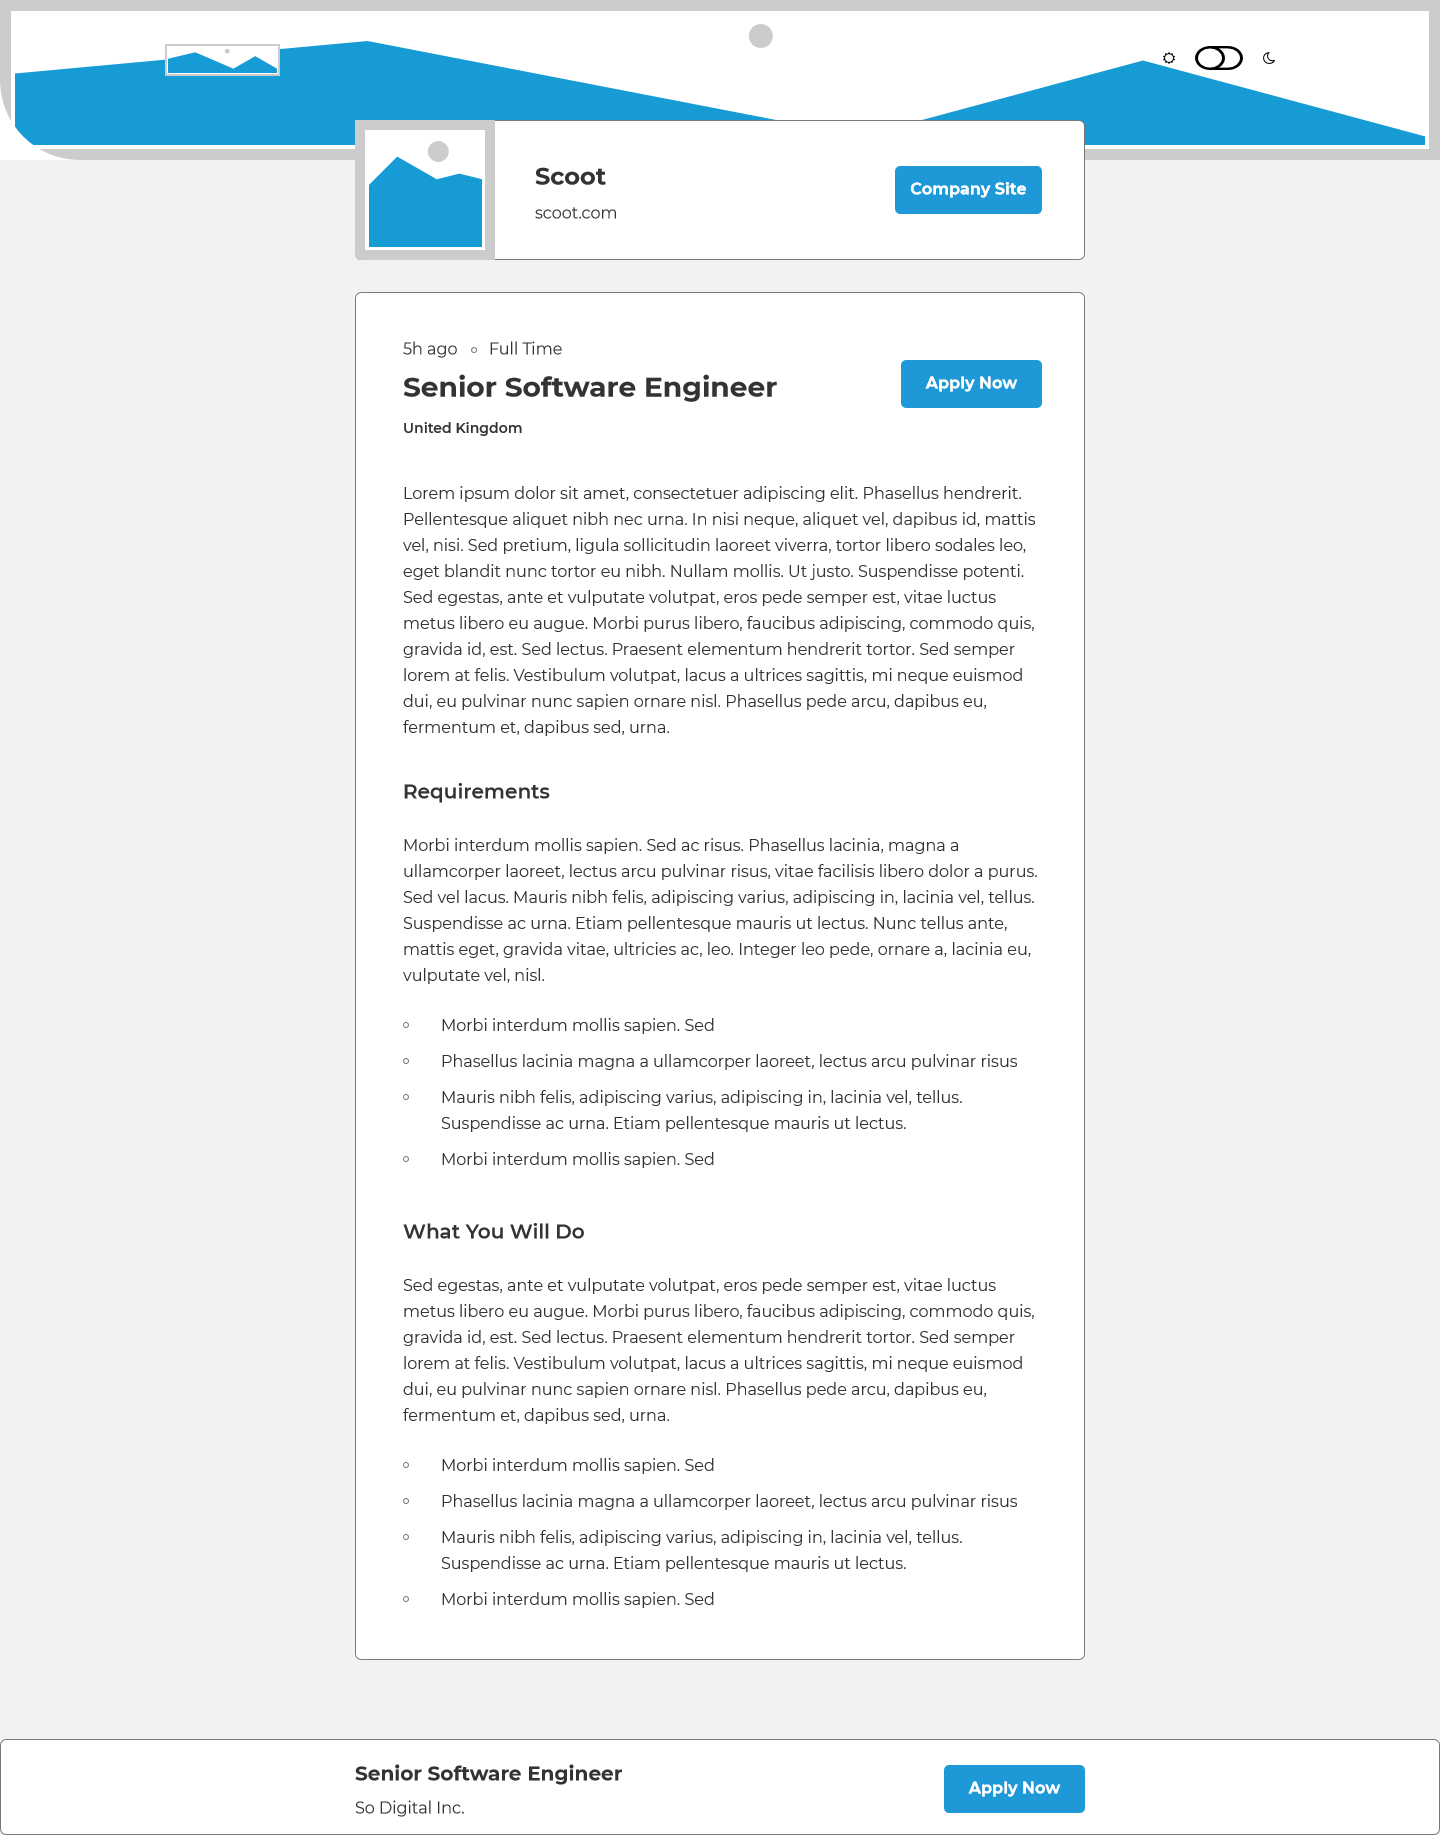 Scoot
scoot.com
Company Site
5h ago
Full Time
Senior Software Engineer
Apply Now
United Kingdom
Lorem ipsum dolor sit amet, consectetuer adipiscing elit. Phasellus hendrerit.
Pellentesque aliquet nibh nec urna. In nisi neque, aliquet vel, dapibus id, mattis
vel, nisi. Sed pretium, ligula sollicitudin laoreet viverra, tortor libero sodales leo,
eget blandit nunc tortor eu nibh. Nullam mollis. Ut justo. Suspendisse potenti.
Sed egestas, ante et vulputate volutpat, eros pede semper est, vitae luctus
metus libero eu augue. Morbi purus libero, faucibus adipiscing, commodo quis,
gravida id, est. Sed lectus. Praesent elementum hendrerit tortor. Sed semper
lorem at felis. Vestibulum volutpat, lacus a ultrices sagittis, mi neque euismod
dui, eu pulvinar nunc sapien ornare nisl. Phasellus pede arcu, dapibus eu,
fermentum et, dapibus sed, urna.
Requirements
Morbi interdum mollis sapien. Sed ac risus. Phasellus lacinia, magna a
ullamcorper laoreet, lectus arcu pulvinar risus, vitae facilisis libero dolor a purus.
Sed vel lacus. Mauris nibh felis, adipiscing varius, adipiscing in, lacinia vel, tellus.
Suspendisse ac urna. Etiam pellentesque mauris ut lectus. Nunc tellus ante,
mattis eget, gravida vitae, ultricies ac, leo. Integer leo pede, ornare a, lacinia eu,
vulputate vel, nisl.
Morbi interdum mollis sapien. Sed
Phasellus lacinia magna a ullamcorper laoreet, lectus arcu pulvinar risus
Mauris nibh felis, adipiscing varius, adipiscing in, lacinia vel, tellus.
Suspendisse ac urna. Etiam pellentesque mauris ut lectus.
Morbi interdum mollis sapien. Sed
What You Will Do
Sed egestas, ante et vulputate volutpat, eros pede semper est, vitae luctus
metus libero eu augue. Morbi purus libero, faucibus adipiscing, commodo quis,
gravida id, est. Sed lectus. Praesent elementum hendrerit tortor. Sed semper
lorem at felis. Vestibulum volutpat, lacus a ultrices sagittis, mi neque euismod
dui, eu pulvinar nunc sapien ornare nisl. Phasellus pede arcu, dapibus eu,
fermentum et, dapibus sed, urna.
Morbi interdum mollis sapien. Sed
Phasellus lacinia magna a ullamcorper laoreet, lectus arcu pulvinar risus
Mauris nibh felis, adipiscing varius, adipiscing in, lacinia vel, tellus.
Suspendisse ac urna. Etiam pellentesque mauris ut lectus.
Morbi interdum mollis sapien. Sed
Senior Software Engineer
So Digital Inc.
Apply Now